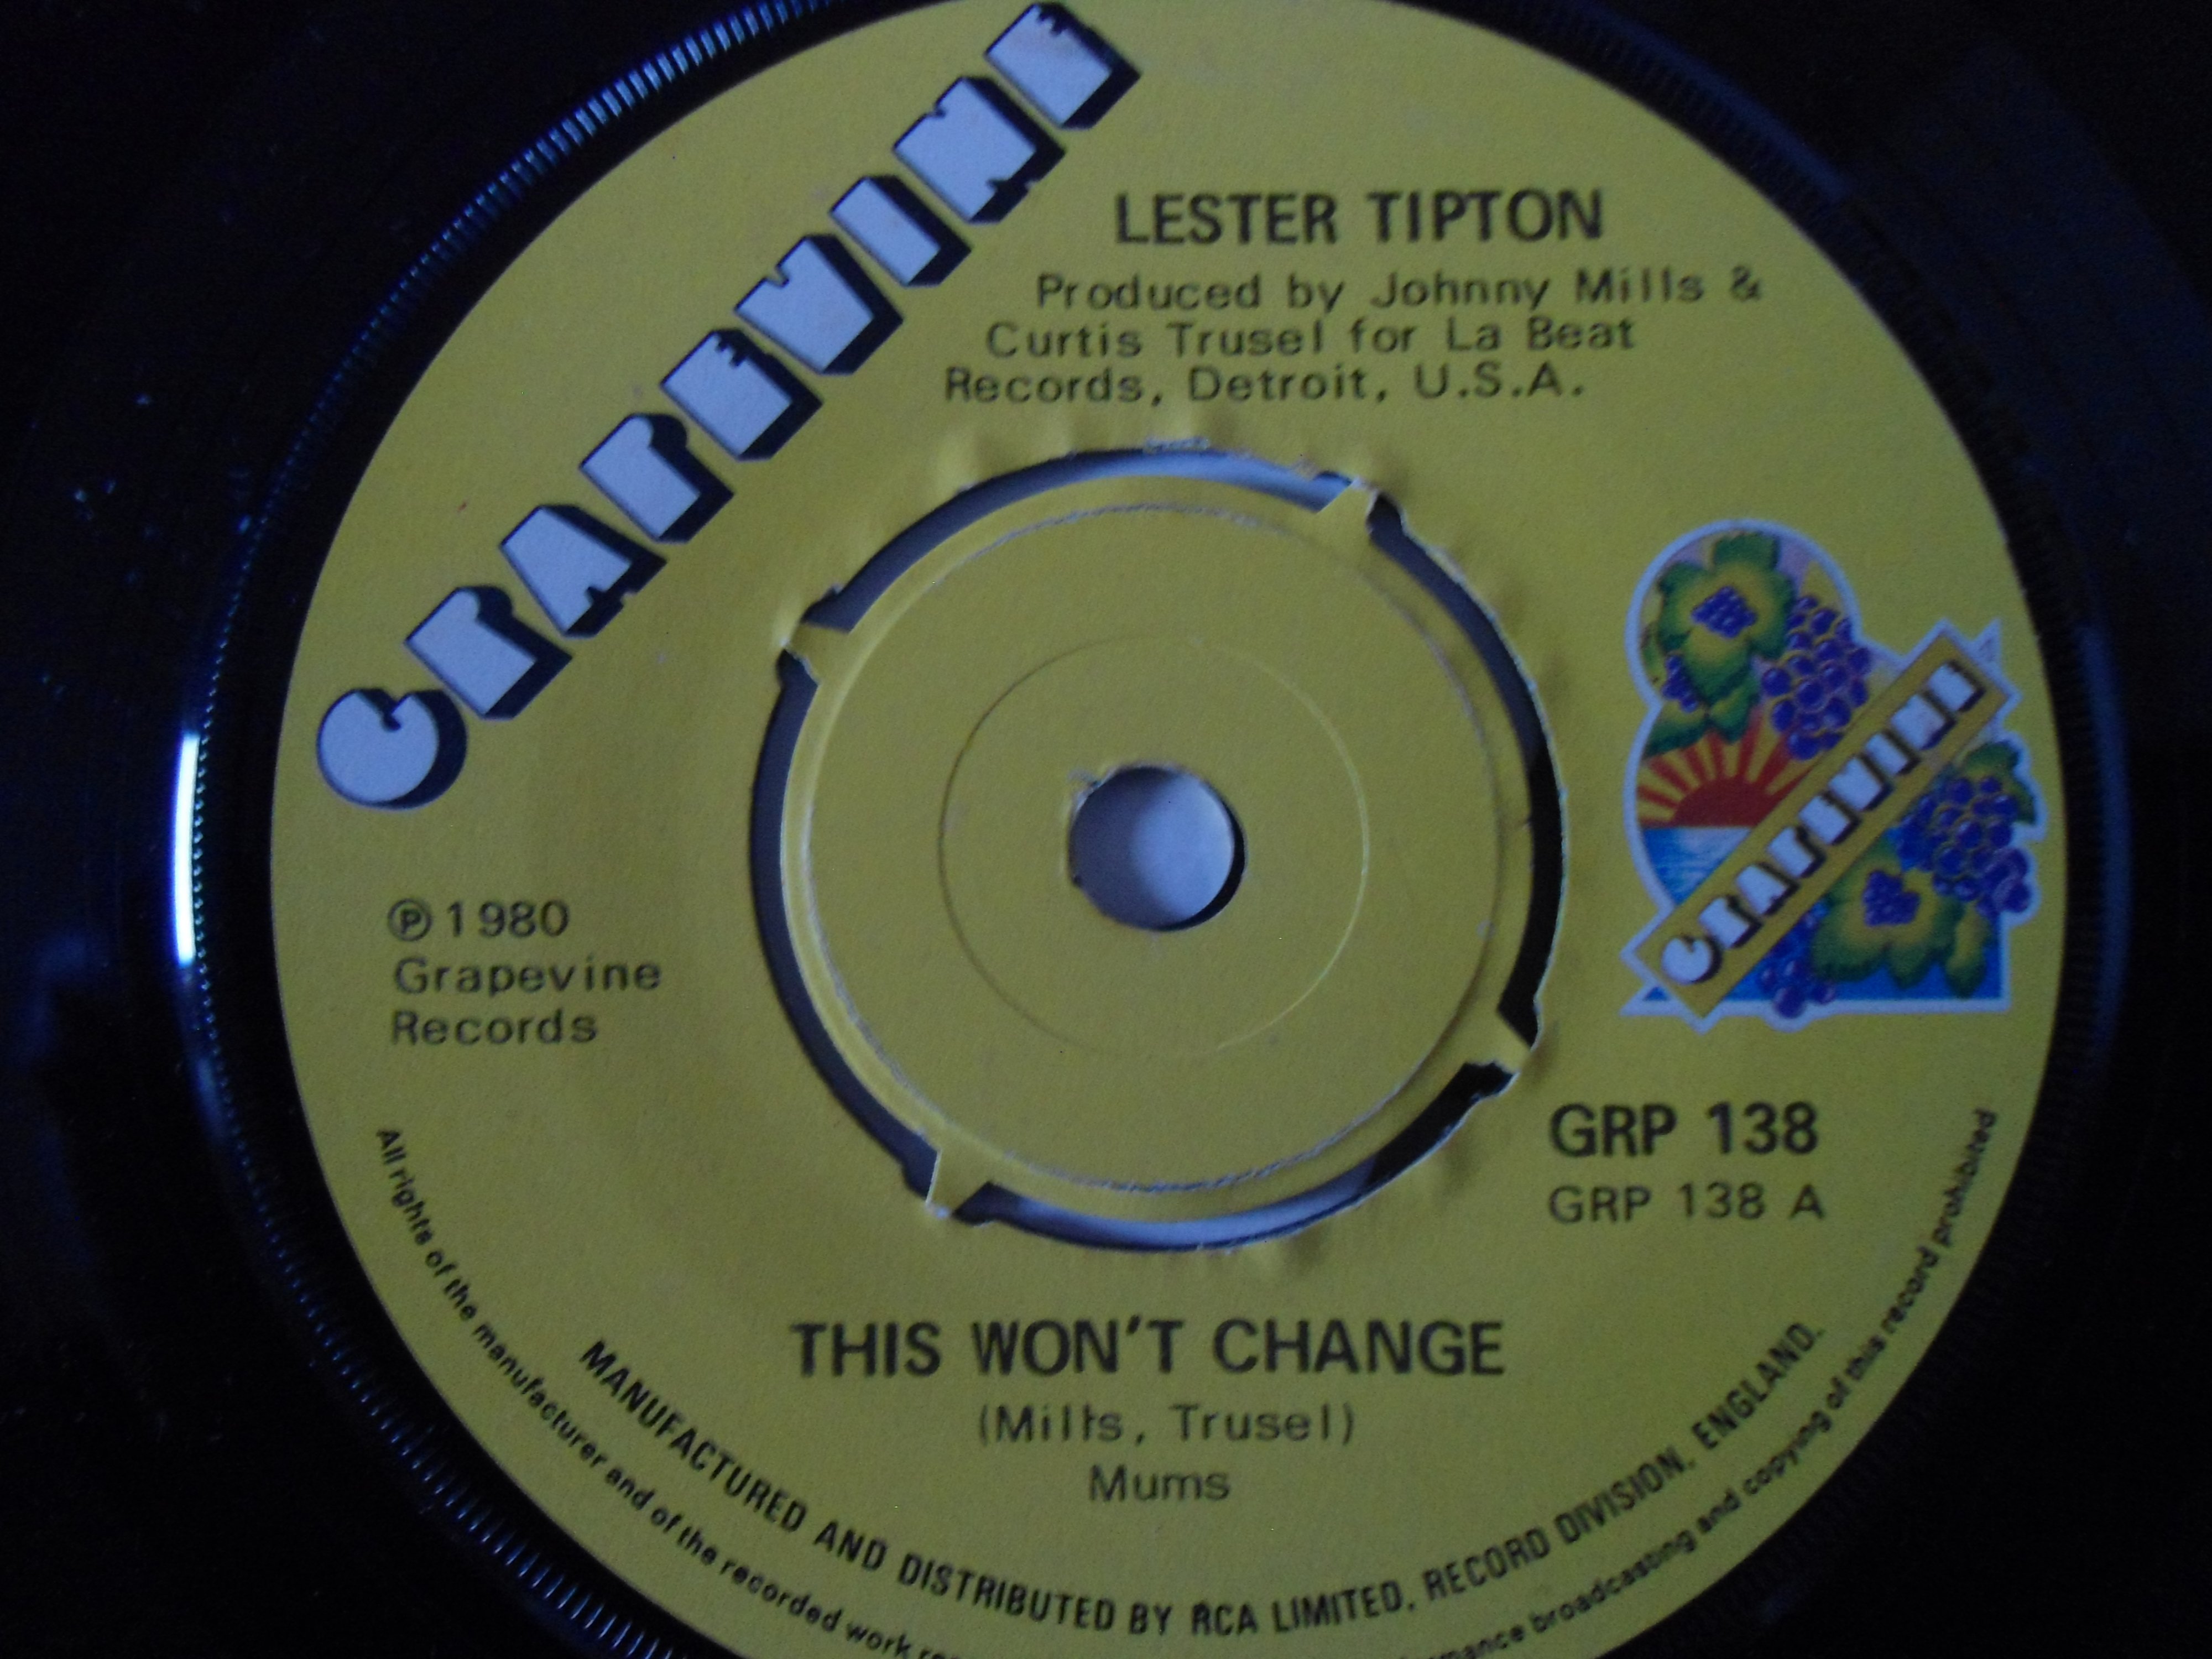 GRAPEVINE
LESTER TIPTON
Produced by Johnny Mills &
Curtis Trusel for La Beat
Records, Detroit, U.S.A.
GRAPEVINE
℗ 1980
Grapevine
Records
GRP 138
GRP 138 A
THIS WON'T CHANGE
(Mills, Trusel)
Mums
MANUFACTURED AND DISTRIBUTED BY RCA LIMITED, RECORD DIVISION, ENGLAND.
All rights of the manufacturer and of the recorded work
broadcasting and copying of this record prohibited